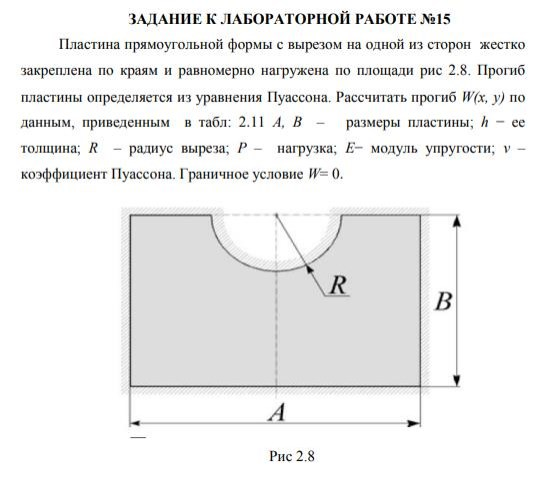 ЗАДАНИЕ К ЛАБОРАТОРНОЙ РАБОТЕ №15
Пластина прямоугольной формы с вырезом на одной из сторон жестко
закреплена по краям и равномерно нагружена по площади рис 2.8. Прогиб
пластины определяется из уравнения Пуассона. Рассчитать прогиб W(x, y) по
данным, приведенным в табл: 2.11 A, B – размеры пластины; h – ее
толщина; R – радиус выреза; P – нагрузка; E– модуль упругости; ν –
коэффициент Пуассона. Граничное условие W= 0.
R
B
A
Рис 2.8